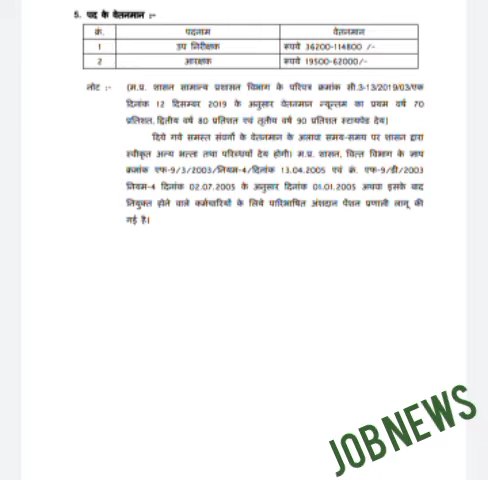 5. पद के वेतनमान :-
क्रं. पदनाम वेतनमान
1 उप निरीक्षक रूपये 36200-114800 /-
2 आरक्षक रूपये 19500-62000/-
नोट :- (म.प्र. शासन सामान्य प्रशासन विभाग के परिपत्र क्रमांक सी.3-13/2019/03/एक
दिनांक 12 दिसम्बर 2019 के अनुसार वेतनमान न्यूनतम का प्रथम वर्ष 70
प्रतिशत, द्वितीय वर्ष 80 प्रतिशत एवं तृतीय वर्ष 90 प्रतिशत स्टायपेंड देय)
दिये गये समस्त संवर्गो के वेतनमान के अलावा समय-समय पर शासन द्वारा
स्वीकृत अन्य भत्ता तथा परिलब्धियाँ देय होगी। म.प्र. शासन, वित्त विभाग के ज्ञाप
क्रमांक एफ-9/3/2003/नियम-4/दिनांक 13.04.2005 एवं क्रं. एफ-9/डी/2003
नियम-4 दिनांक 02.07.2005 के अनुसार दिनांक 01.01.2005 अथवा इसके बाद
नियुक्त होने वाले कर्मचारियों के लिये पारिभाषित अंशदान पेंशन प्रणाली लागू की
गई है।
JOBNEWS